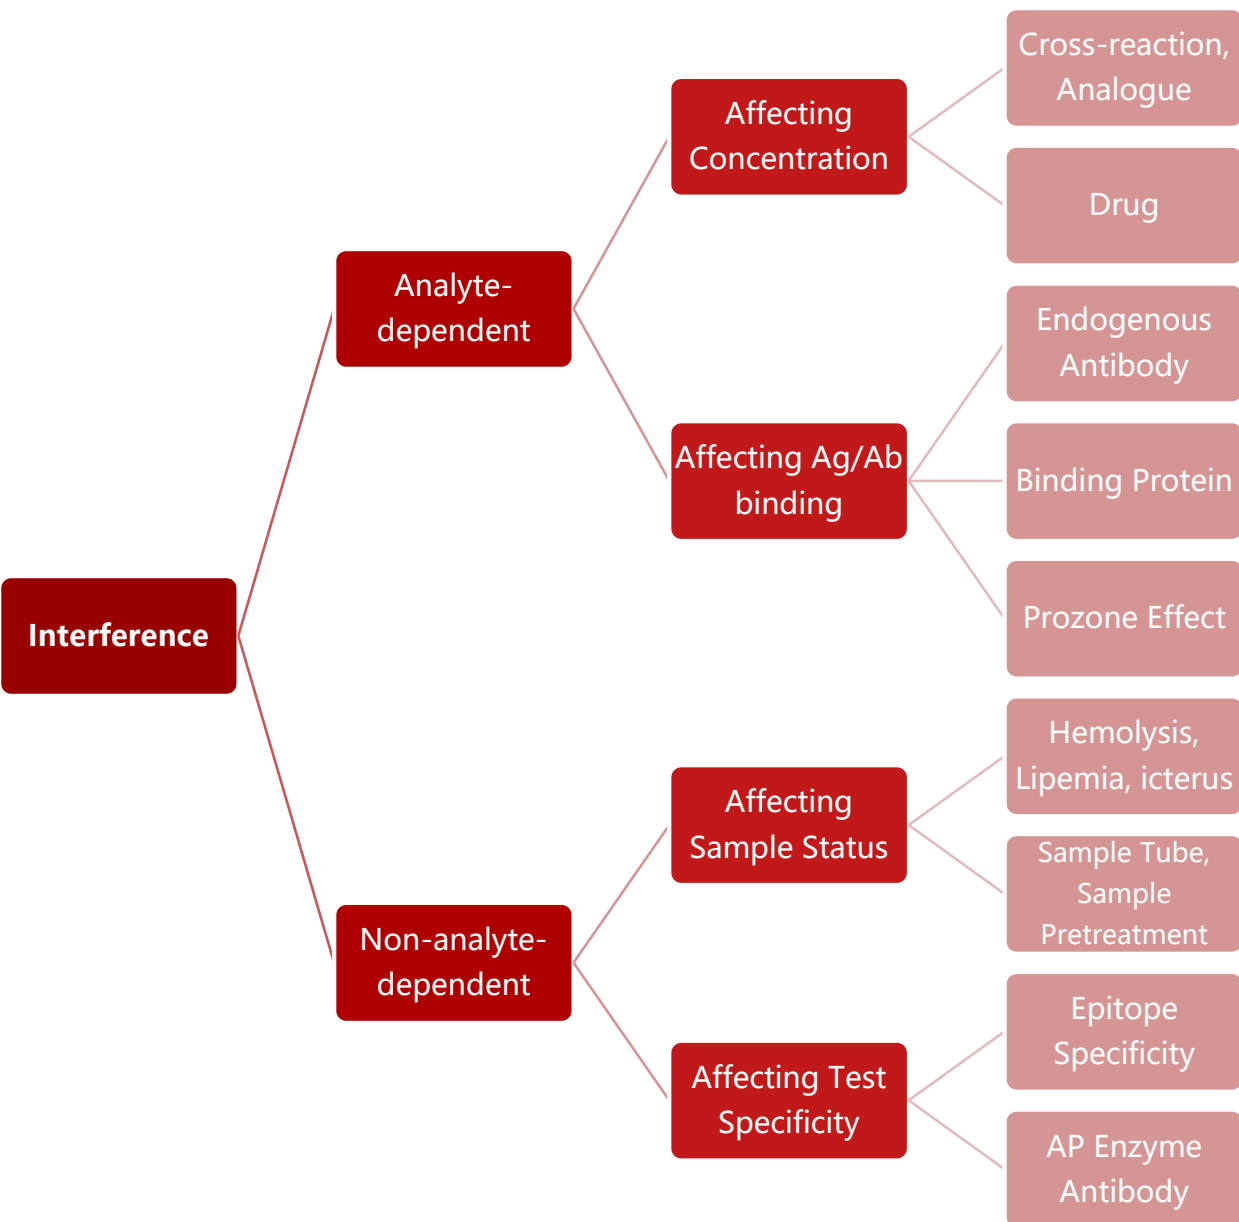 Interference
Analyte-
dependent
Non-analyte-
dependent
Affecting
Concentration
Affecting Ag/Ab
binding
Affecting
Sample Status
Affecting Test
Specificity
Cross-reaction,
Analogue
Drug
Endogenous
Antibody
Binding Protein
Prozone Effect
Hemolysis,
Lipemia, icterus
Sample Tube,
Sample
Pretreatment
Epitope
Specificity
AP Enzyme
Antibody